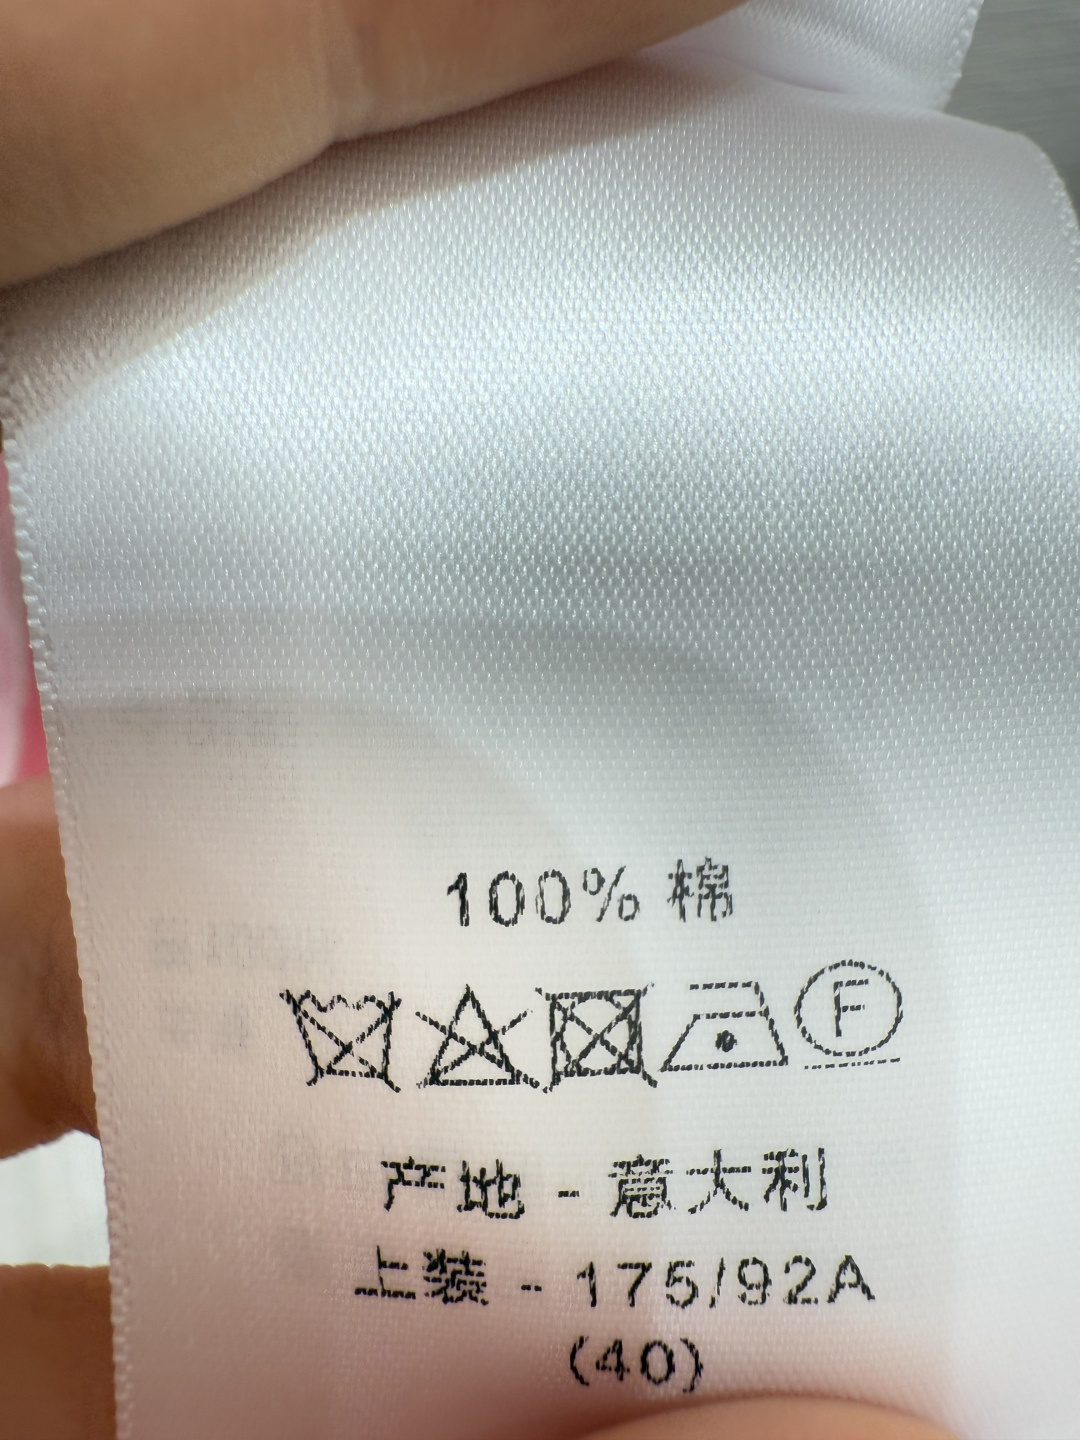 100% 棉
F
产地 - 意大利
上装 - 175/92A
(40)